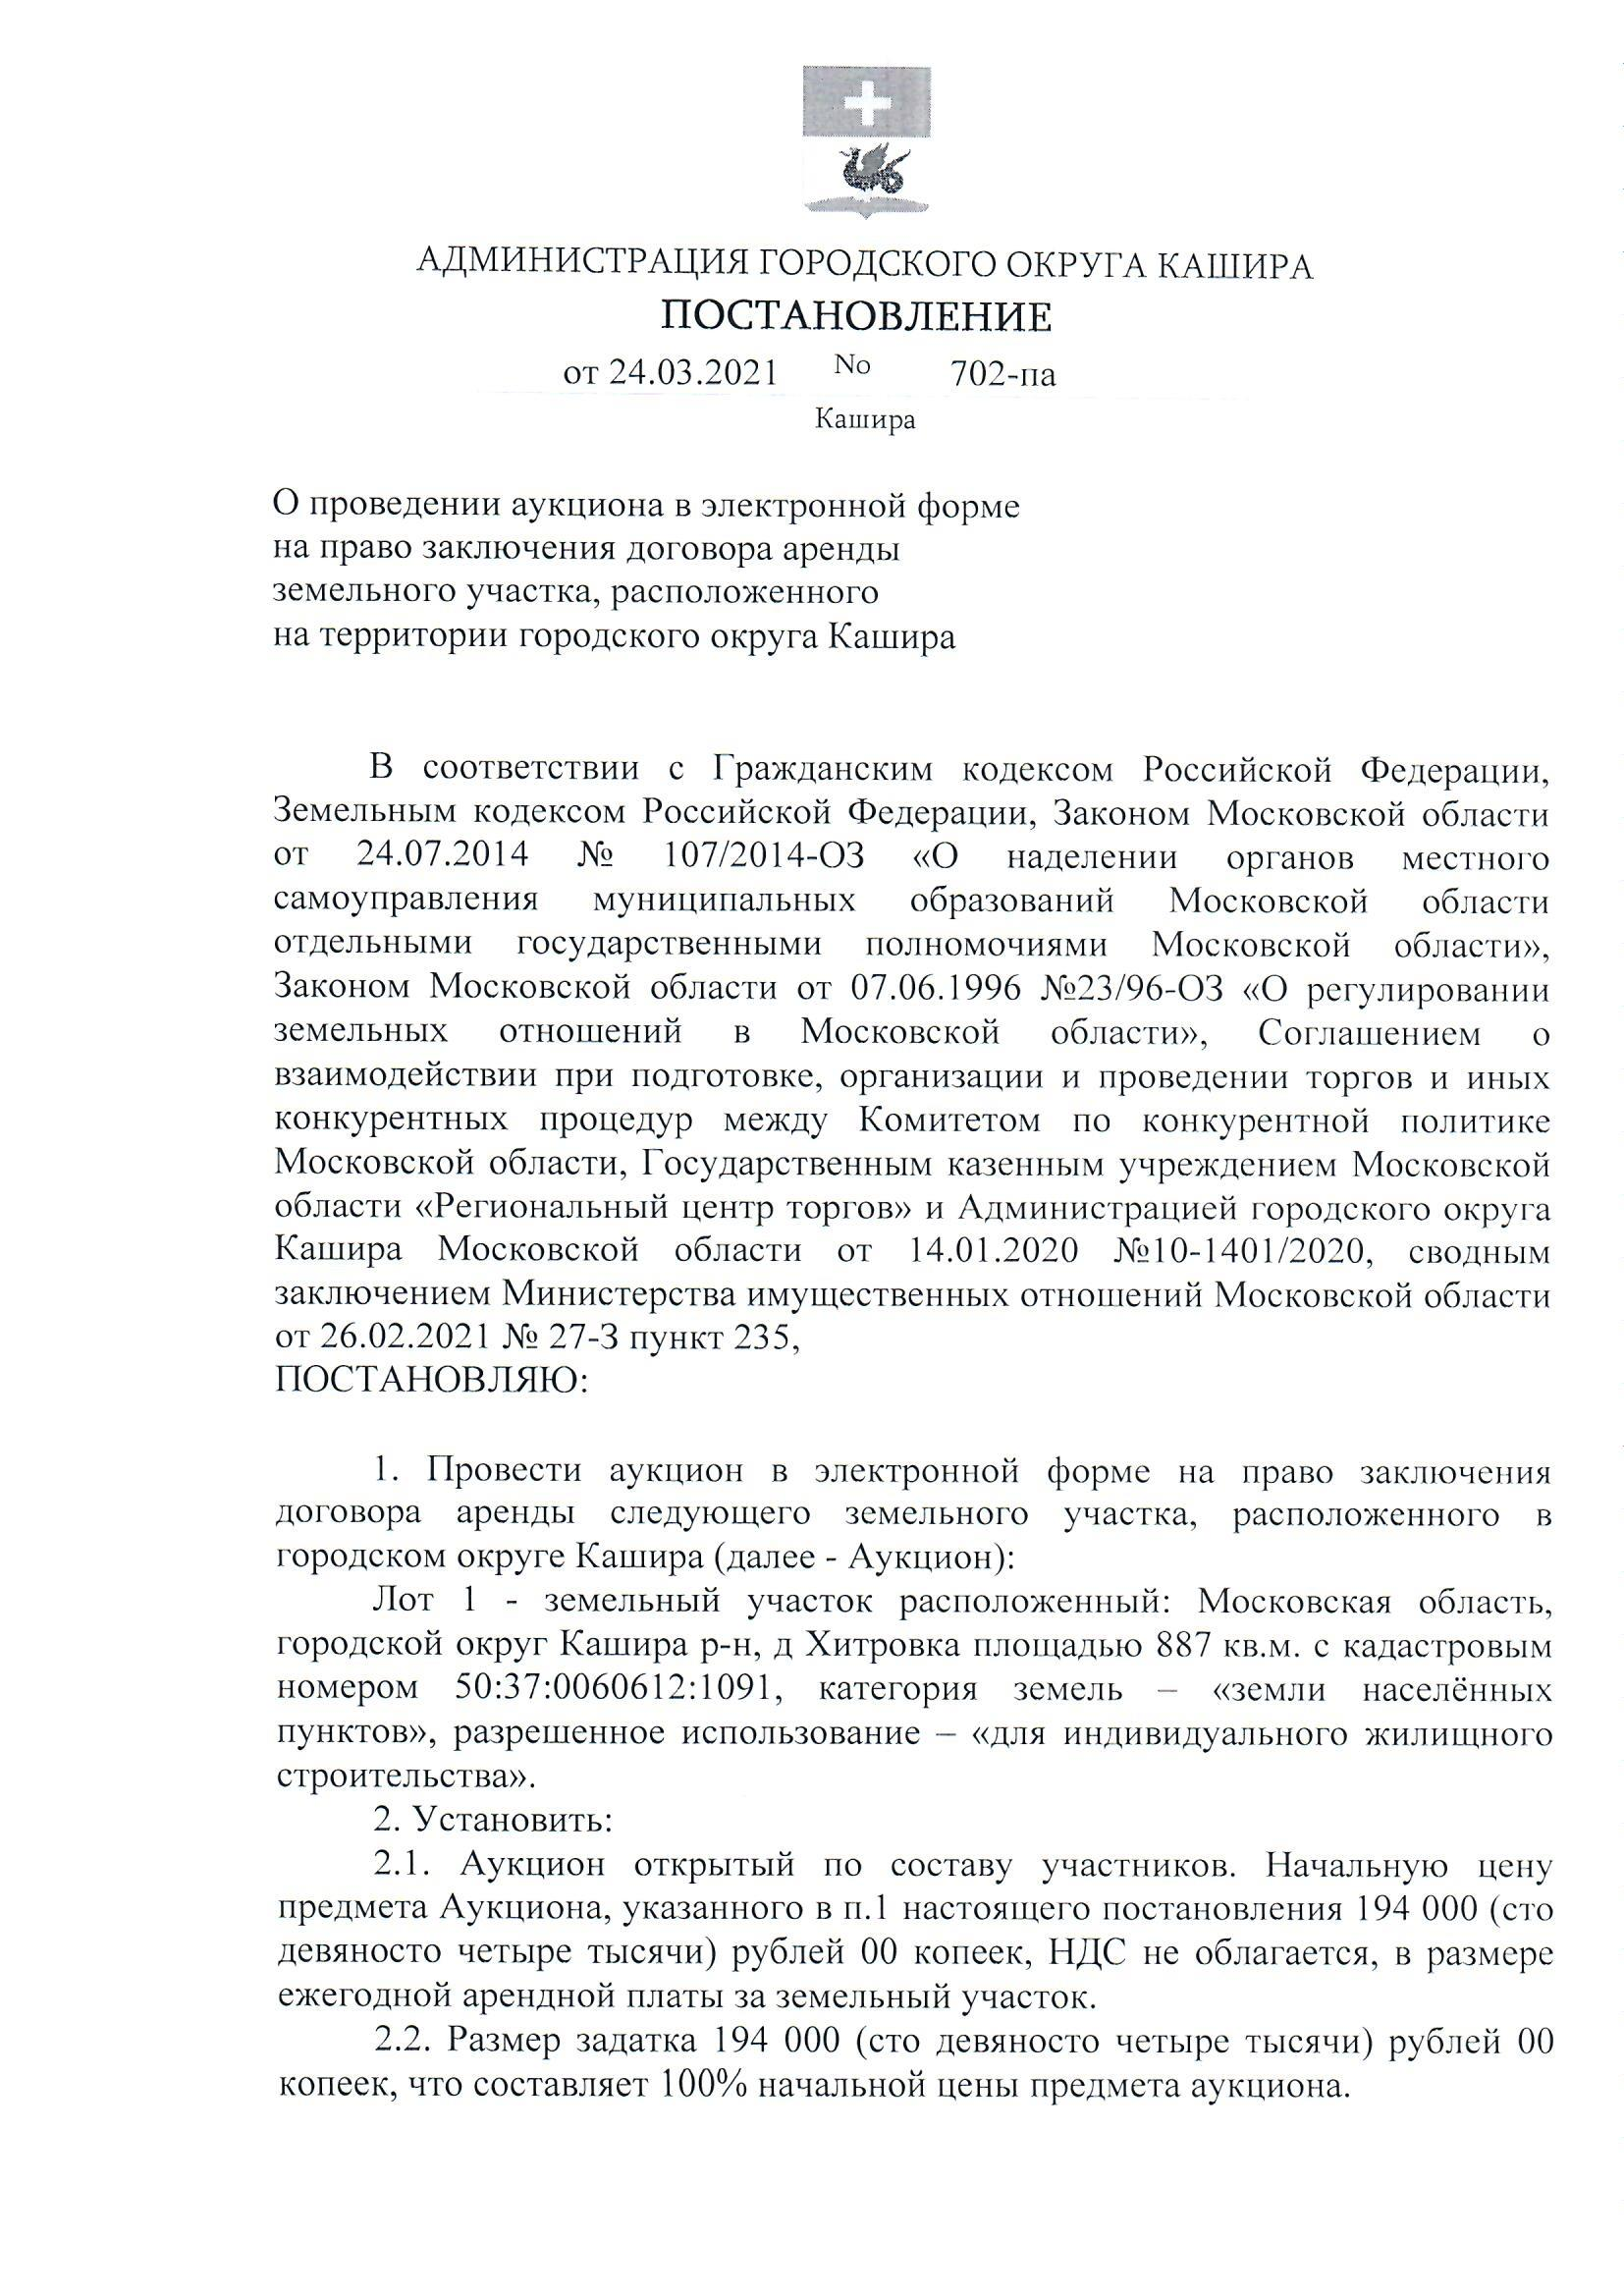 АДМИНИСТРАЦИЯ ГОРОДСКОГО ОКРУГА КАШИРА
ПОСТАНОВЛЕНИЕ
от 24.03.2021 No 702-па
Кашира
О проведении аукциона в электронной форме
на право заключения договора аренды
земельного участка, расположенного
на территории городского округа Кашира
В соответствии с Гражданским кодексом Российской Федерации,
Земельным кодексом Российской Федерации, Законом Московской области
от 24.07.2014 № 107/2014-ОЗ «О наделении органов местного
самоуправления муниципальных образований Московской области
отдельными государственными полномочиями Московской области»,
Законом Московской области от 07.06.1996 №23/96-ОЗ «О регулировании
земельных отношений в Московской области», Соглашением о
взаимодействии при подготовке, организации и проведении торгов и иных
конкурентных процедур между Комитетом по конкурентной политике
Московской области, Государственным казенным учреждением Московской
области «Региональный центр торгов» и Администрацией городского округа
Кашира Московской области от 14.01.2020 №10-1401/2020, сводным
заключением Министерства имущественных отношений Московской области
от 26.02.2021 № 27-З пункт 235,
ПОСТАНОВЛЯЮ:
1. Провести аукцион в электронной форме на право заключения
договора аренды следующего земельного участка, расположенного в
городском округе Кашира (далее - Аукцион):
Лот 1 - земельный участок расположенный: Московская область,
городской округ Кашира р-н, д Хитровка площадью 887 кв.м. с кадастровым
номером 50:37:0060612:1091, категория земель – «земли населённых
пунктов», разрешенное использование – «для индивидуального жилищного
строительства».
2. Установить:
2.1. Аукцион открытый по составу участников. Начальную цену
предмета Аукциона, указанного в п.1 настоящего постановления 194 000 (сто
девяносто четыре тысячи) рублей 00 копеек, НДС не облагается, в размере
ежегодной арендной платы за земельный участок.
2.2. Размер задатка 194 000 (сто девяносто четыре тысячи) рублей 00
копеек, что составляет 100% начальной цены предмета аукциона.